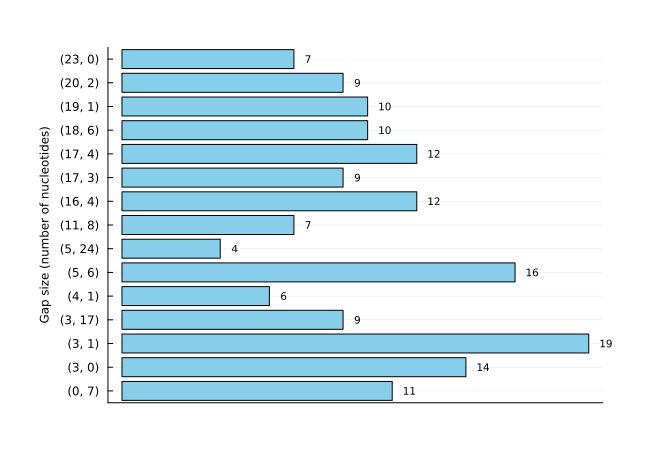 Gap size (number of nucleotides)
(23, 0) 7
(20, 2) 9
(19, 1) 10
(18, 6) 10
(17, 4) 12
(17, 3) 9
(16, 4) 12
(11, 8) 7
(5, 24) 4
(5, 6) 16
(4, 1) 6
(3, 17) 9
(3, 1) 19
(3, 0) 14
(0, 7) 11